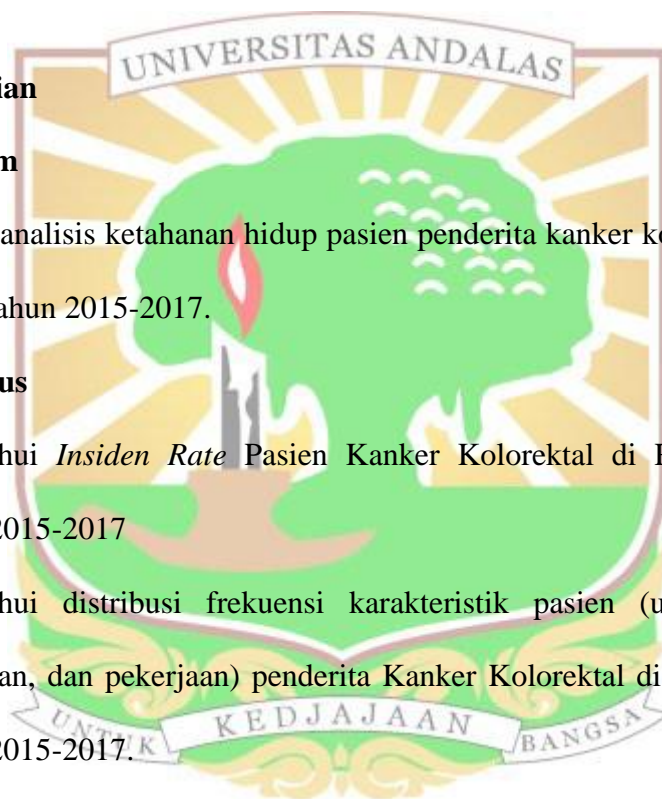 UNIVERSITAS ANDALAS
ian
m
analisis ketahanan hidup pasien penderita kanker
ahun 2015-2017.
us
hui Insiden Rate Pasien Kanker Kolorektal di
2015-2017
hui distribusi frekuensi karakteristik pasien
an, dan pekerjaan) penderita Kanker Kolorektal di
2015-2017.
UNTUK KEDJAJAAN BANGSA